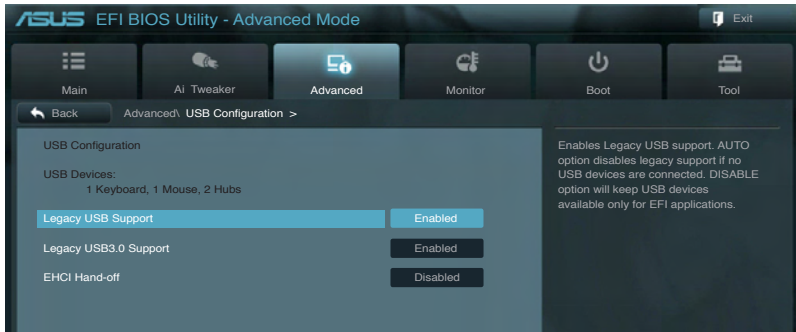 ASUS EFI BIOS Utility - Advanced Mode
Exit
Main
Ai Tweaker
Advanced
Monitor
Boot
Tool
Back
Advanced\ USB Configuration >
USB Configuration
USB Devices:
1 Keyboard, 1 Mouse, 2 Hubs
Legacy USB Support Enabled
Legacy USB3.0 Support Enabled
EHCI Hand-off Disabled
Enables Legacy USB support. AUTO
option disables legacy support if no
USB devices are connected. DISABLE
option will keep USB devices
available only for EFI applications.